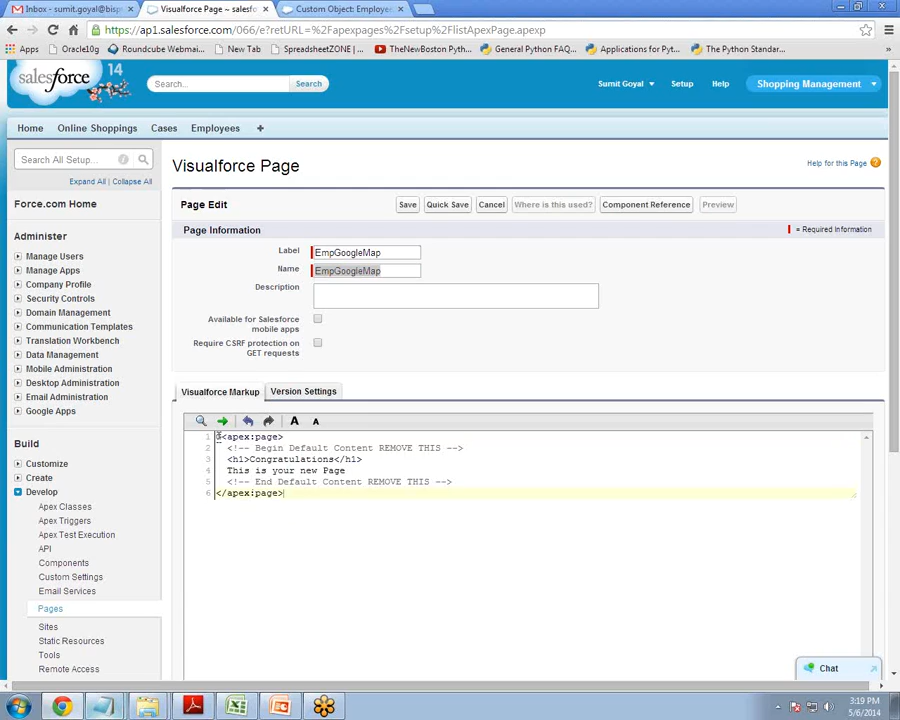 Inbox - sumit.goyal@bisp
Visualforce Page ~ salesfo
Custom Object: Employee
https://ap1.salesforce.com/066/e?retURL=%2Fapexpages%2Fsetup%2FlistApexPage.apexp
Apps
Oracle10g
Roundcube Webmai...
New Tab
SpreadsheetZONE /...
TheNewBoston Pyth...
General Python FAQ...
Applications for Pyt...
The Python Standar...
salesforce
14
Search...
Search
Sumit Goyal
Setup
Help
Shopping Management
Home
Online Shoppings
Cases
Employees
+
Search All Setup...
Expand All | Collapse All
Force.com Home
Administer
Manage Users
Manage Apps
Company Profile
Security Controls
Domain Management
Communication Templates
Translation Workbench
Data Management
Mobile Administration
Desktop Administration
Email Administration
Google Apps
Build
Customize
Create
Develop
Apex Classes
Apex Triggers
Apex Test Execution
API
Components
Custom Settings
Email Services
Pages
Sites
Static Resources
Tools
Remote Access
Visualforce Page
Help for this Page
Page Edit
Save
Quick Save
Cancel
Where is this used?
Component Reference
Preview
Page Information
= Required Information
Label
EmpGoogleMap
Name
EmpGoogleMap
Description
Available for Salesforce
mobile apps
Require CSRF protection on
GET requests
Visualforce Markup
Version Settings
A
A
1 <apex:page>
2 <!-- Begin Default Content REMOVE THIS -->
3 <h1>Congratulations</h1>
4 This is your new Page
5 <!-- End Default Content REMOVE THIS -->
6 </apex:page>
Chat
3:19 PM
5/6/2014